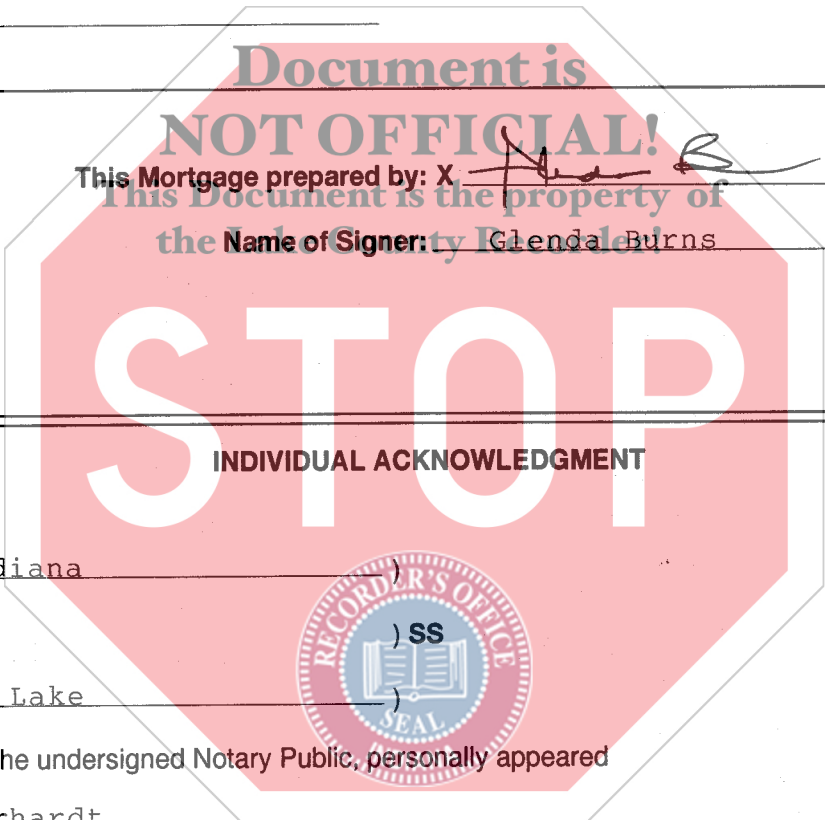 Document is
NOT OFFICIAL!
This Mortgage prepared by: X
This Document is the property of
Name of Signer: Glenda Burns
the Lake County Recorder!
STOP
INDIVIDUAL ACKNOWLEDGMENT
diana )
RECORDER'S OFFICE
) SS
Lake )
SEAL
he undersigned Notary Public, personally appeared
rhardt